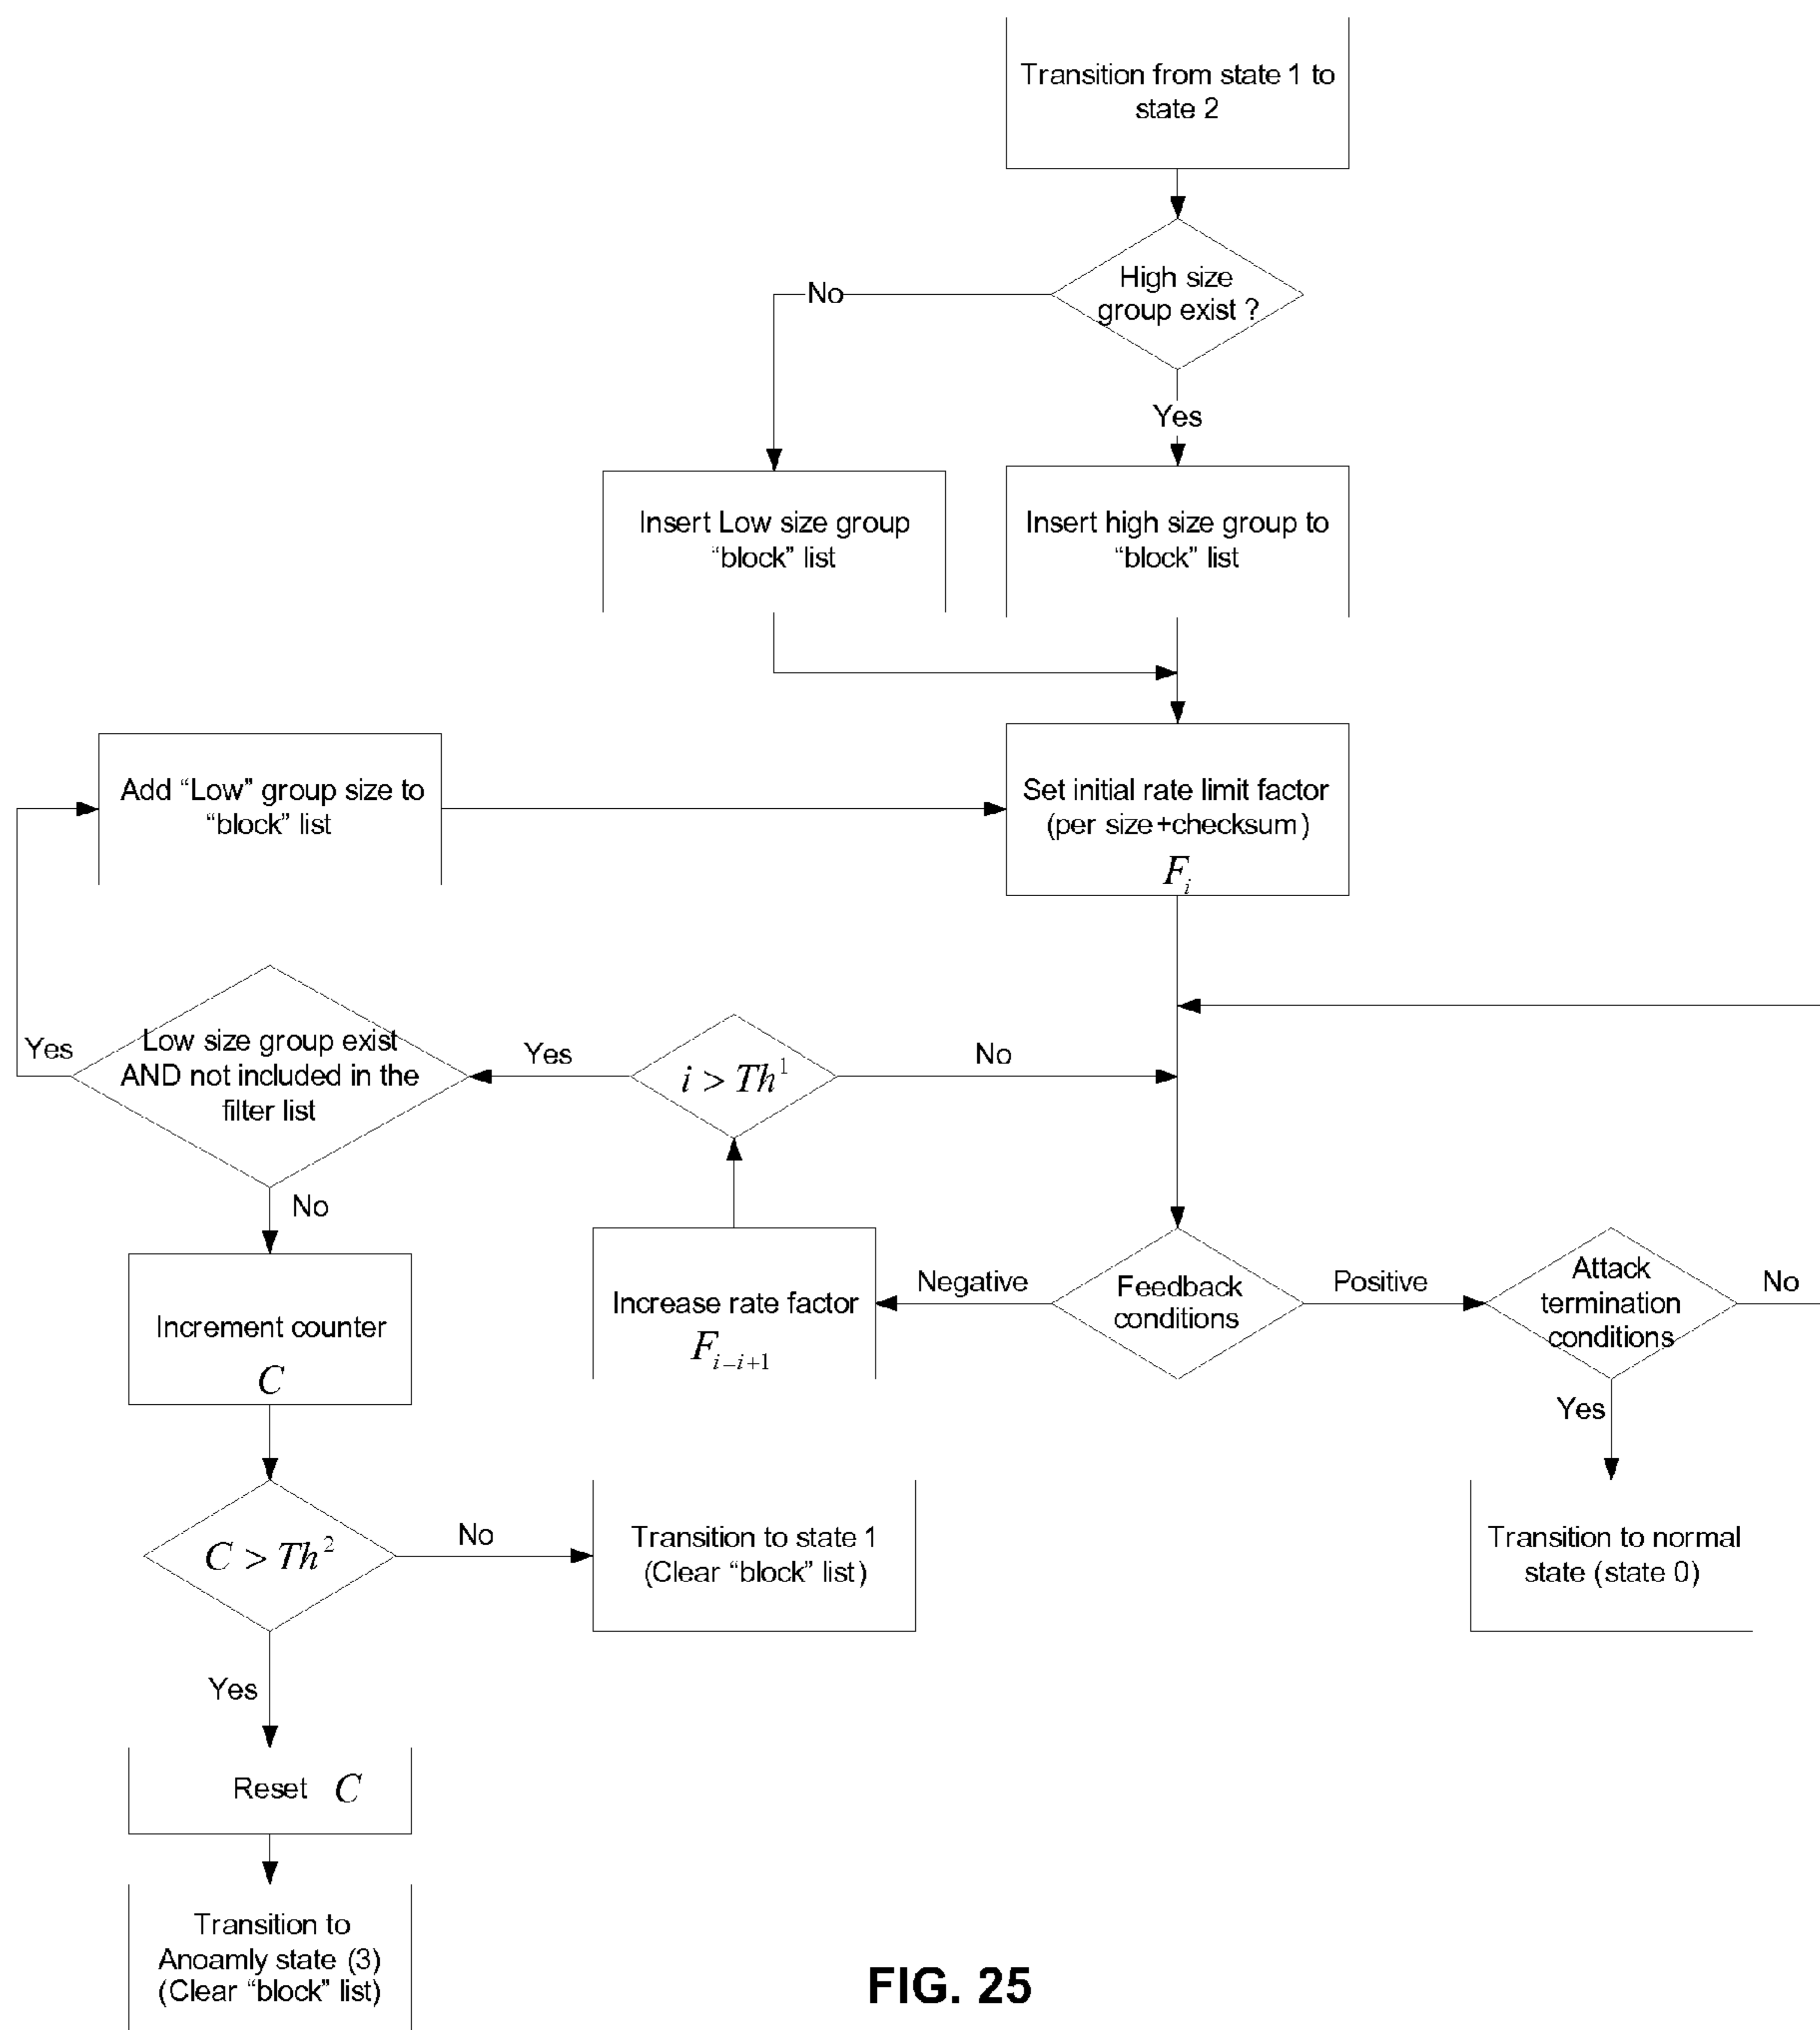 Transition from state 1 to
state 2
High size
group exist ?
No
Yes
Insert Low size group
“block” list
Insert high size group to
“block” list
Add “Low” group size to
“block” list
Set initial rate limit factor
(per size+checksum)
F_i
Yes
Low size group exist
AND not included in the
filter list
Yes
i > Th^1
No
No
Increment counter
C
Increase rate factor
F_{i–i+1}
Negative
Feedback
conditions
Positive
Attack
termination
conditions
No
Yes
C > Th^2
No
Transition to state 1
(Clear “block” list)
Transition to normal
state (state 0)
Yes
Reset C
Transition to
Anoamly state (3)
(Clear “block” list)
FIG. 25